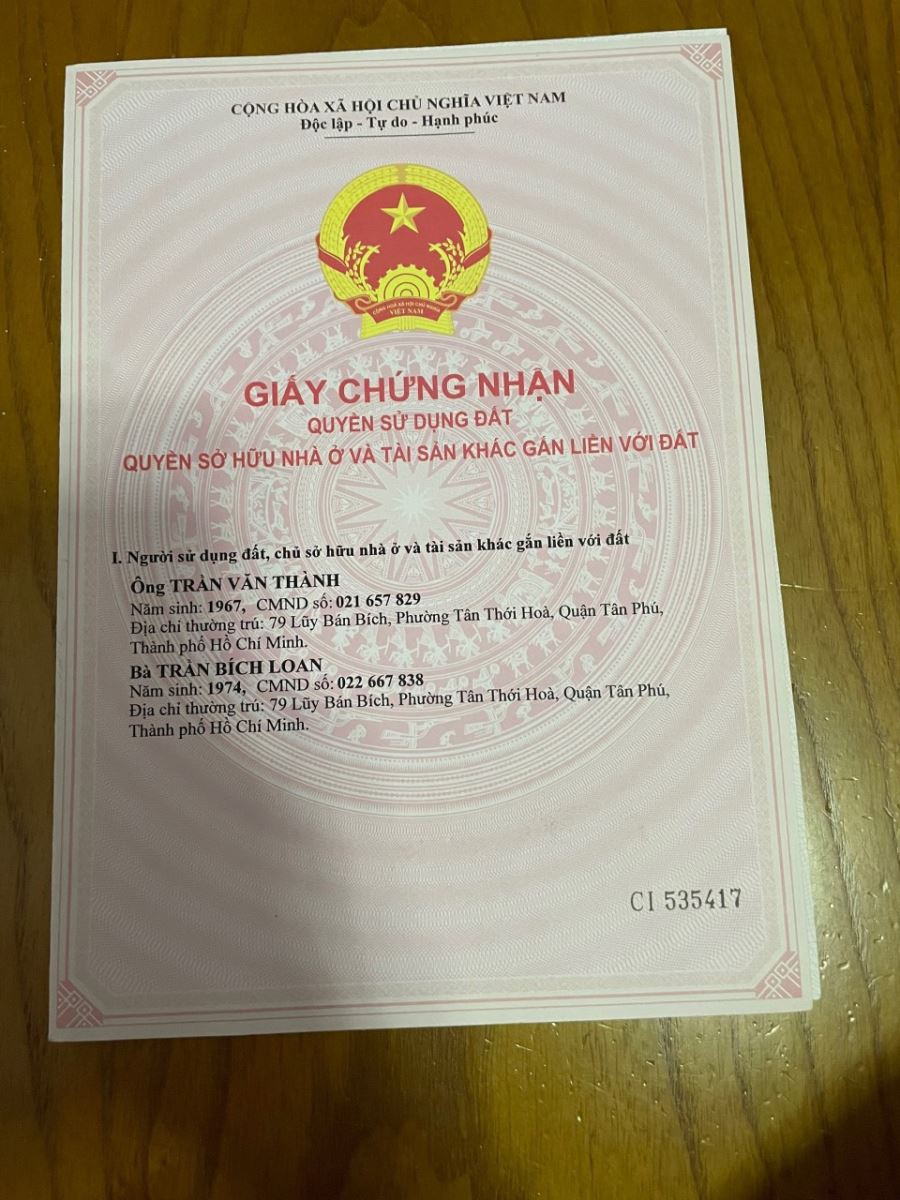 CỘNG HÒA XÃ HỘI CHỦ NGHĨA VIỆT NAM
Độc lập - Tự do - Hạnh phúc
CỘNG HOÀ XÃ HỘI CHỦ NGHĨA
VIỆT NAM
GIẤY CHỨNG NHẬN
QUYỀN SỬ DỤNG ĐẤT
QUYỀN SỞ HỮU NHÀ Ở VÀ TÀI SẢN KHÁC GẮN LIỀN VỚI ĐẤT
I. Người sử dụng đất, chủ sở hữu nhà ở và tài sản khác gắn liền với đất
Ông TRẦN VĂN THÀNH
Năm sinh: 1967, CMND số: 021 657 829
Địa chỉ thường trú: 79 Lũy Bán Bích, Phường Tân Thới Hoà, Quận Tân Phú,
Thành phố Hồ Chí Minh.
Bà TRẦN BÍCH LOAN
Năm sinh: 1974, CMND số: 022 667 838
Địa chỉ thường trú: 79 Lũy Bán Bích, Phường Tân Thới Hoà, Quận Tân Phú,
Thành phố Hồ Chí Minh.
CI 535417